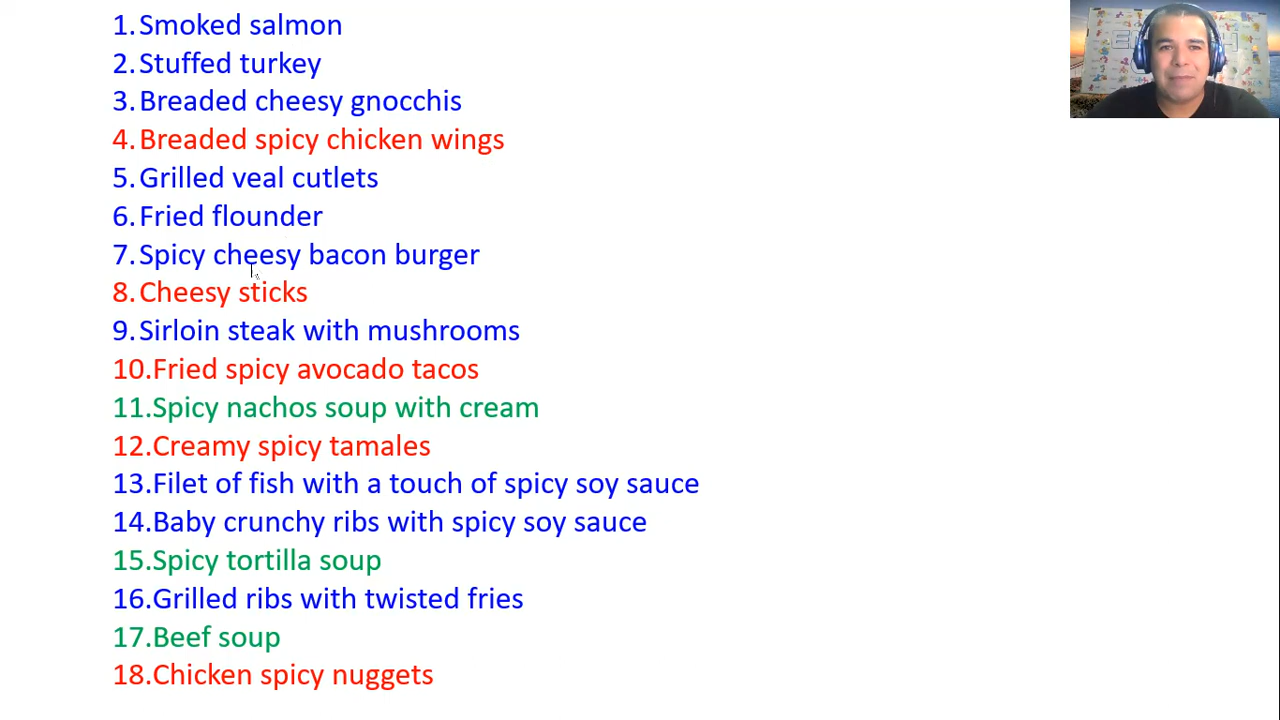 1. Smoked salmon
2. Stuffed turkey
3. Breaded cheesy gnocchis
4. Breaded spicy chicken wings
5. Grilled veal cutlets
6. Fried flounder
7. Spicy cheesy bacon burger
8. Cheesy sticks
9. Sirloin steak with mushrooms
10.Fried spicy avocado tacos
11.Spicy nachos soup with cream
12.Creamy spicy tamales
13.Filet of fish with a touch of spicy soy sauce
14.Baby crunchy ribs with spicy soy sauce
15.Spicy tortilla soup
16.Grilled ribs with twisted fries
17.Beef soup
18.Chicken spicy nuggets